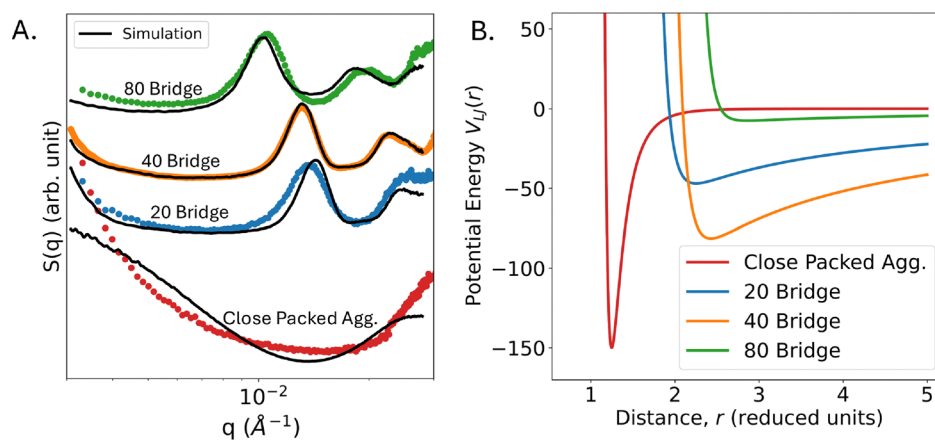 A.
Simulation
80 Bridge
40 Bridge
20 Bridge
Close Packed Agg.
S(q) (arb. unit)
10⁻²
q (Å⁻¹)
B.
50
0
−50
−100
−150
Potential Energy V_{LJ}(r)
Close Packed Agg.
20 Bridge
40 Bridge
80 Bridge
1 2 3 4 5
Distance, r (reduced units)